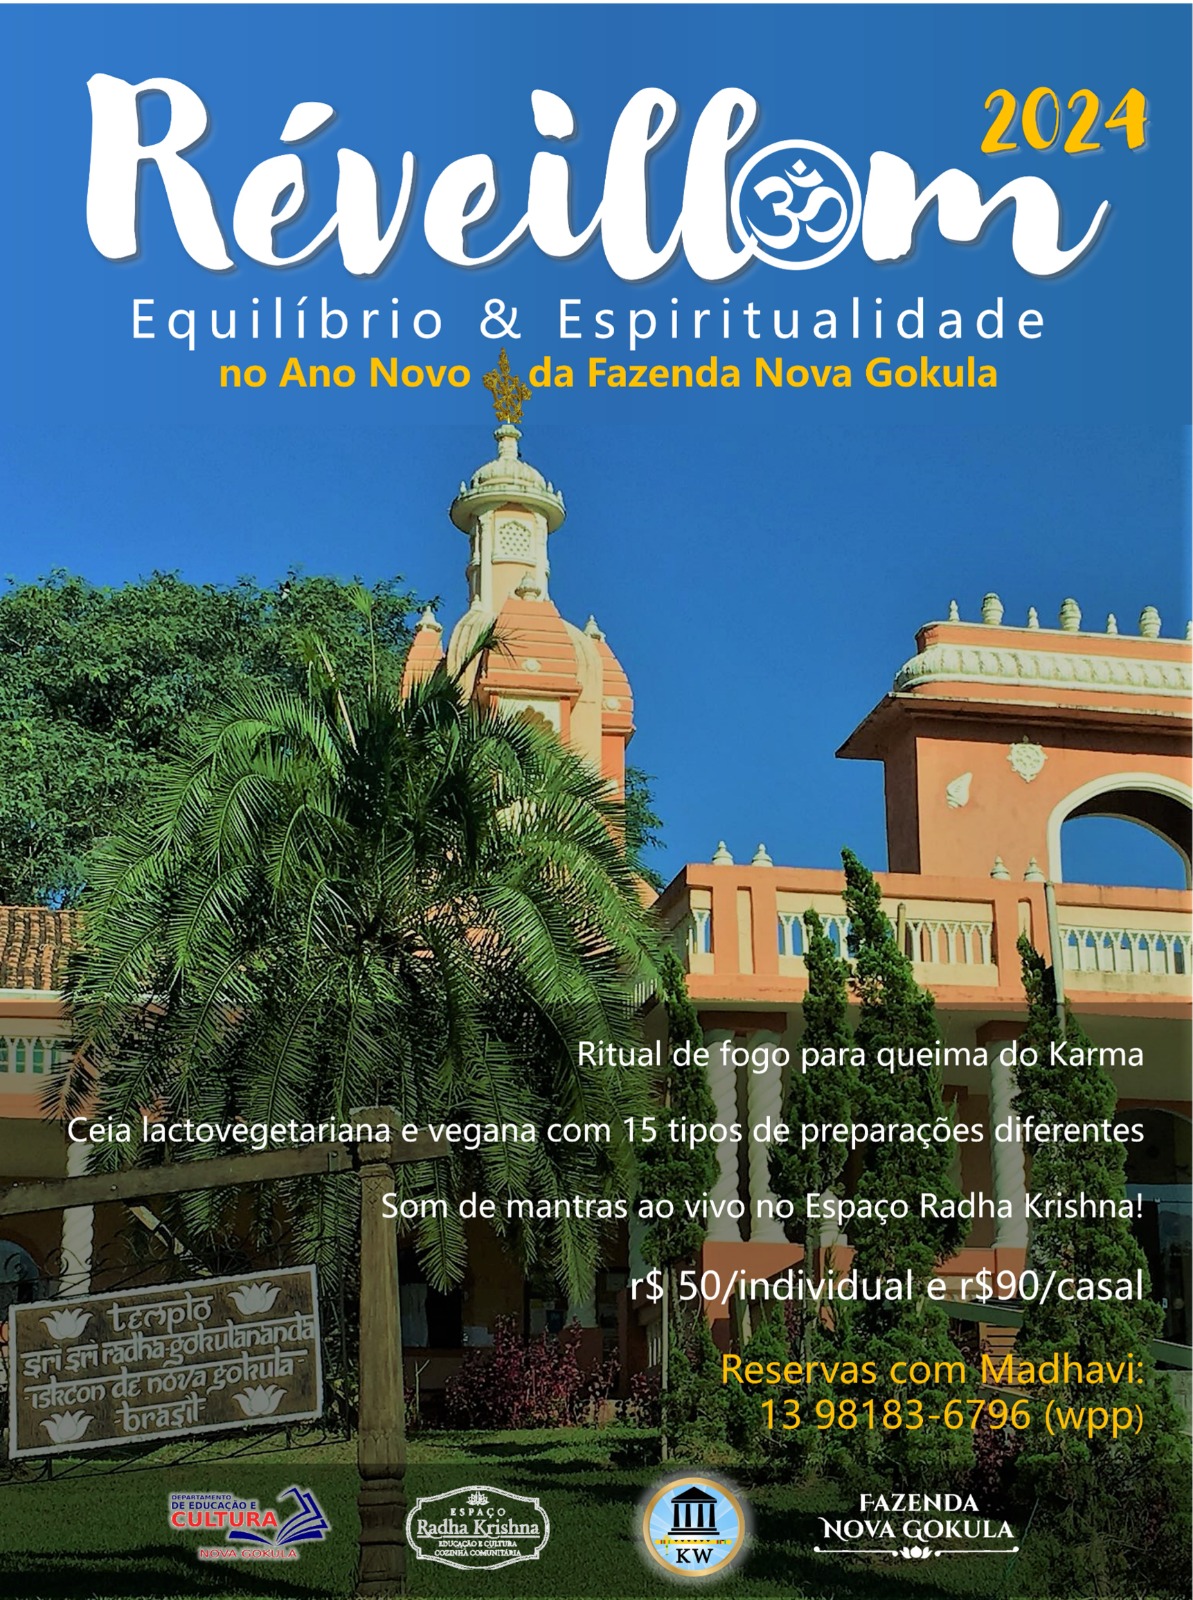 2024
Réveillॐm
Equilíbrio & Espiritualidade
no Ano Novo da Fazenda Nova Gokula
Ritual de fogo para queima do Karma
Ceia lactovegetariana e vegana com 15 tipos de preparações diferentes
Som de mantras ao vivo no Espaço Radha Krishna!
r$ 50/individual e r$90/casal
templo
sri sri radha gokulananda
iskcon de nova gokula
brasil
Reservas com Madhavi:
13 98183-6796 (wpp)
DEPARTAMENTO
DE EDUCAÇÃO E
CULTURA
NOVA GOKULA
ESPAÇO
Radha Krishna
EDUCAÇÃO E CULTURA
COZINHA COMUNITÁRIA
KW
FAZENDA
NOVA GOKULA